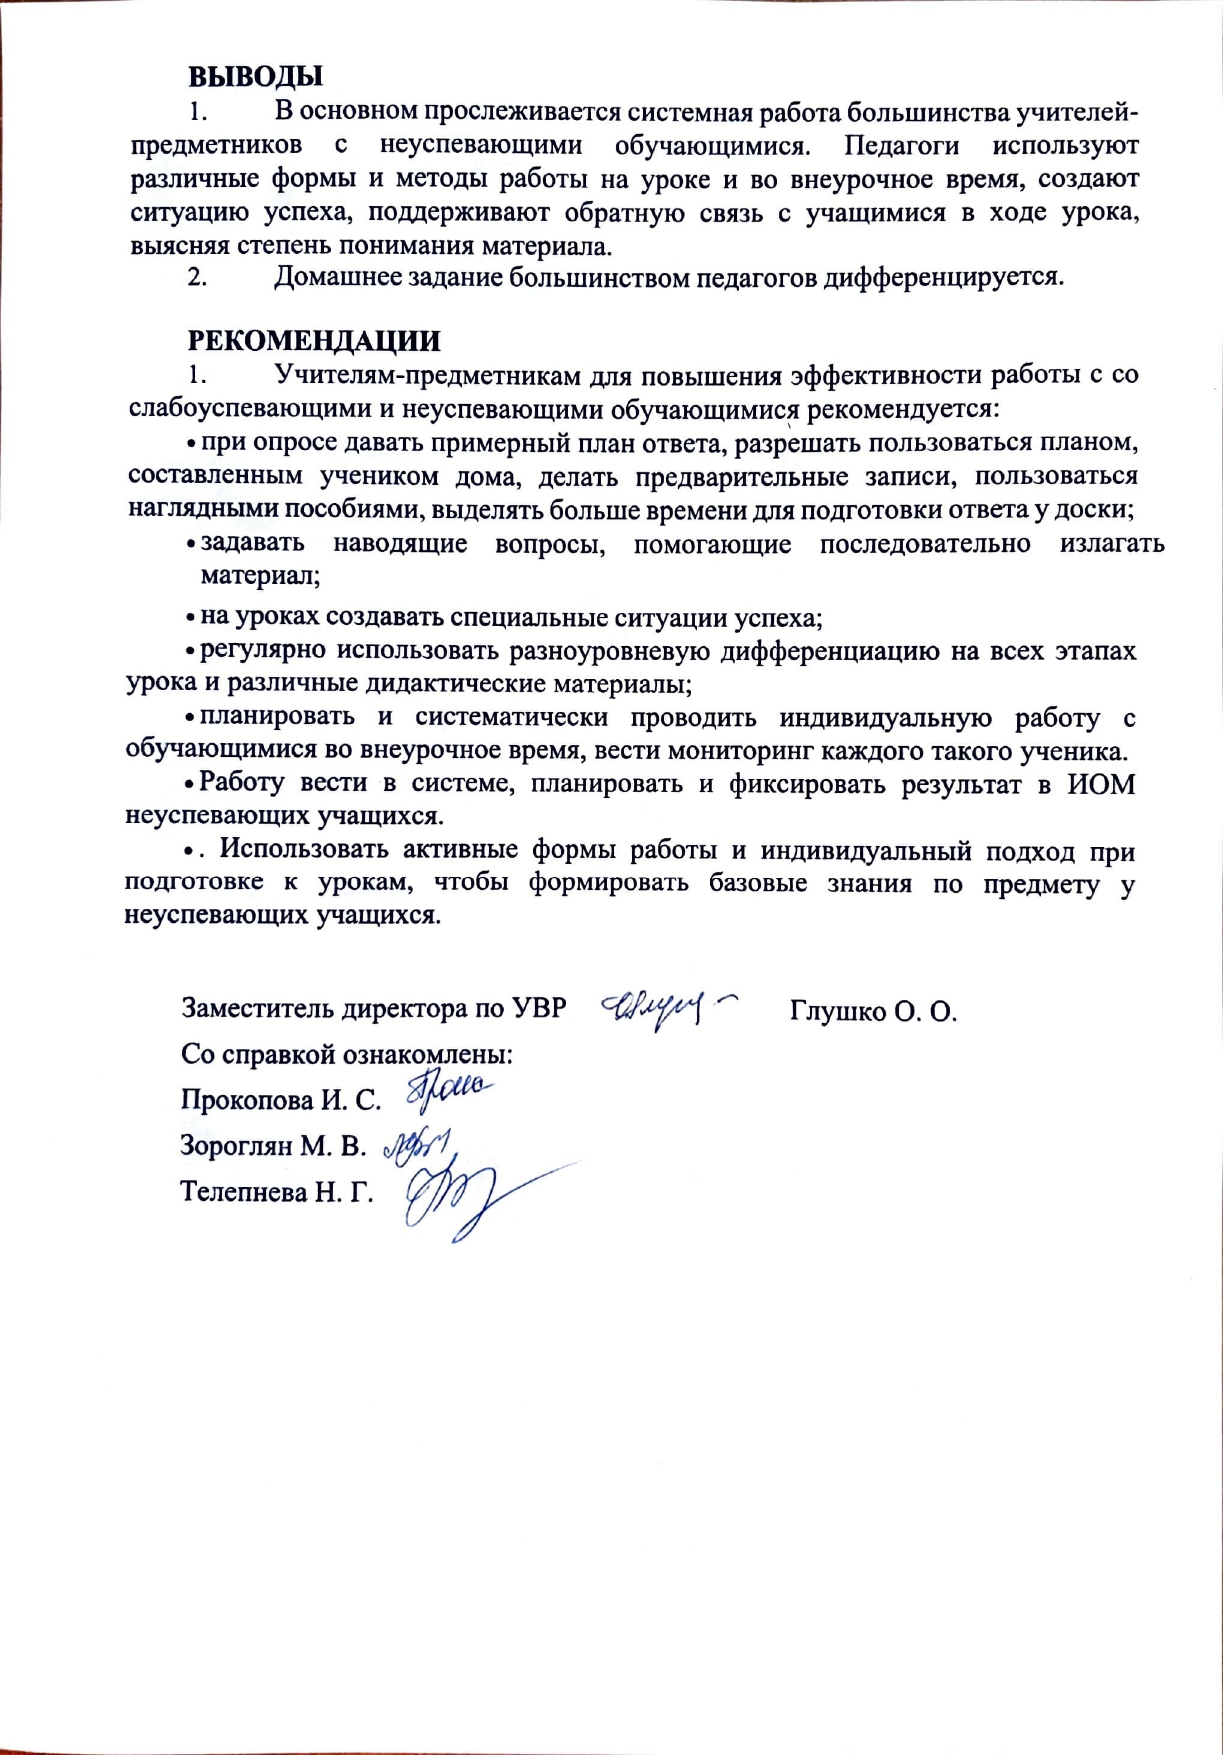 ВЫВОДЫ
1. В основном прослеживается системная работа большинства учителей-
предметников с неуспевающими обучающимися. Педагоги используют
различные формы и методы работы на уроке и во внеурочное время, создают
ситуацию успеха, поддерживают обратную связь с учащимися в ходе урока,
выясняя степень понимания материала.
2. Домашнее задание большинством педагогов дифференцируется.
РЕКОМЕНДАЦИИ
1. Учителям-предметникам для повышения эффективности работы с со
слабоуспевающими и неуспевающими обучающимися рекомендуется:
• при опросе давать примерный план ответа, разрешать пользоваться планом,
составленным учеником дома, делать предварительные записи, пользоваться
наглядными пособиями, выделять больше времени для подготовки ответа у доски;
• задавать наводящие вопросы, помогающие последовательно излагать
материал;
• на уроках создавать специальные ситуации успеха;
• регулярно использовать разноуровневую дифференциацию на всех этапах
урока и различные дидактические материалы;
• планировать и систематически проводить индивидуальную работу с
обучающимися во внеурочное время, вести мониторинг каждого такого ученика.
• Работу вести в системе, планировать и фиксировать результат в ИОМ
неуспевающих учащихся.
• . Использовать активные формы работы и индивидуальный подход при
подготовке к урокам, чтобы формировать базовые знания по предмету у
неуспевающих учащихся.
Заместитель директора по УВР Глушко О. О.
Со справкой ознакомлены:
Прокопова И. С.
Зороглян М. В.
Телепнева Н. Г.